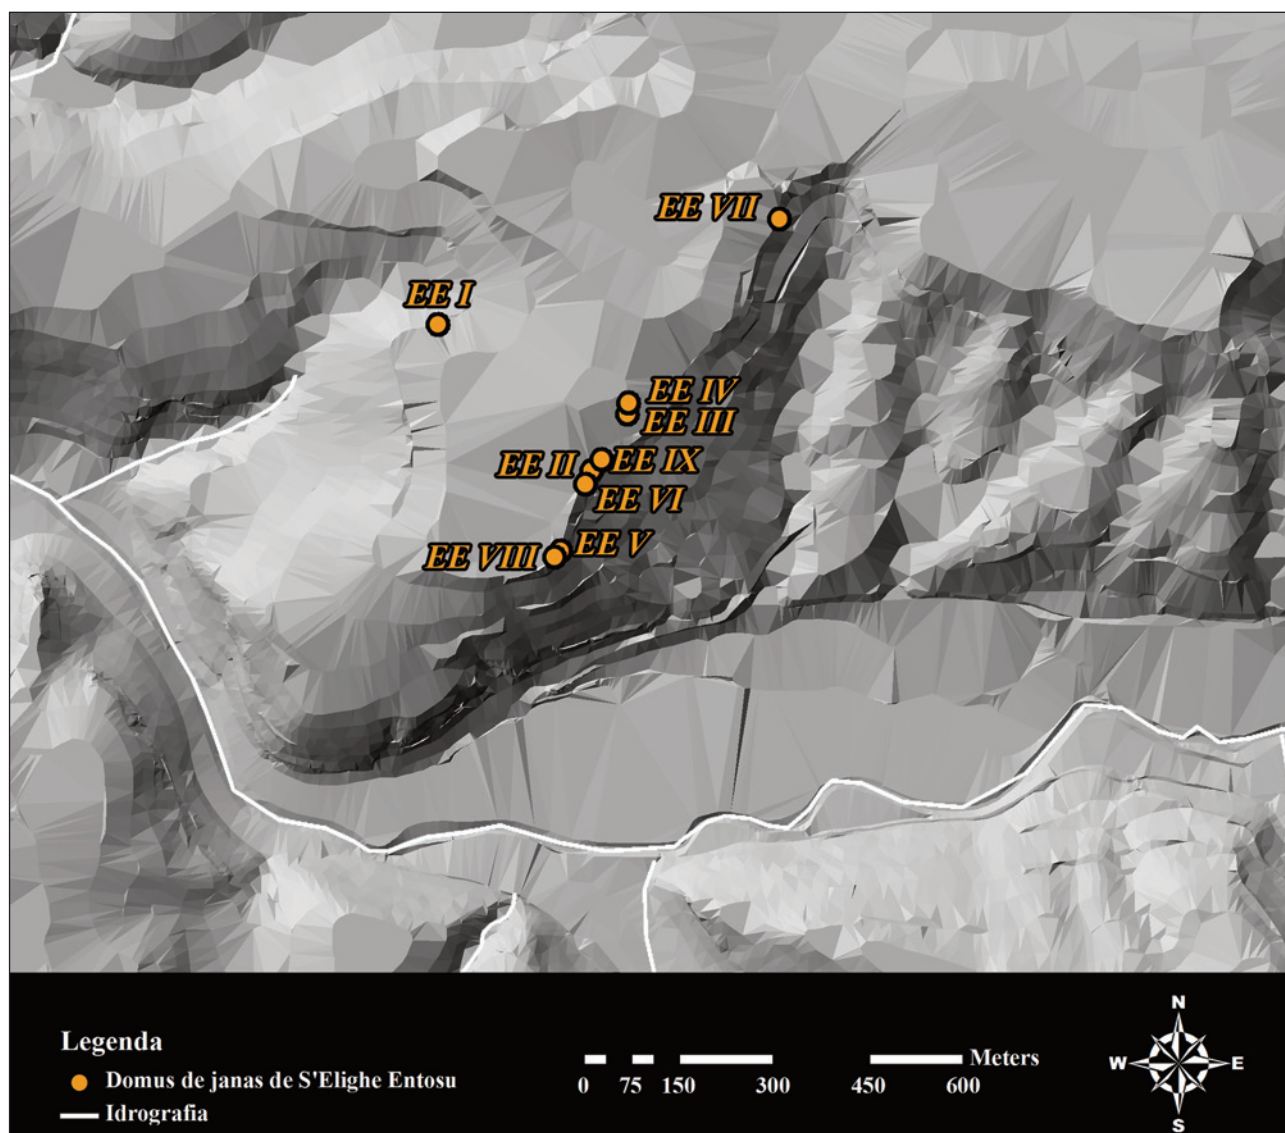 EE VII
EE I
EE IV
EE III
EE II
EE IX
EE VI
EE V
EE VIII
Legenda
Domus de janas de S'Elighe Entosu
Idrografia
Meters
0 75 150 300 450 600
N
W E
S